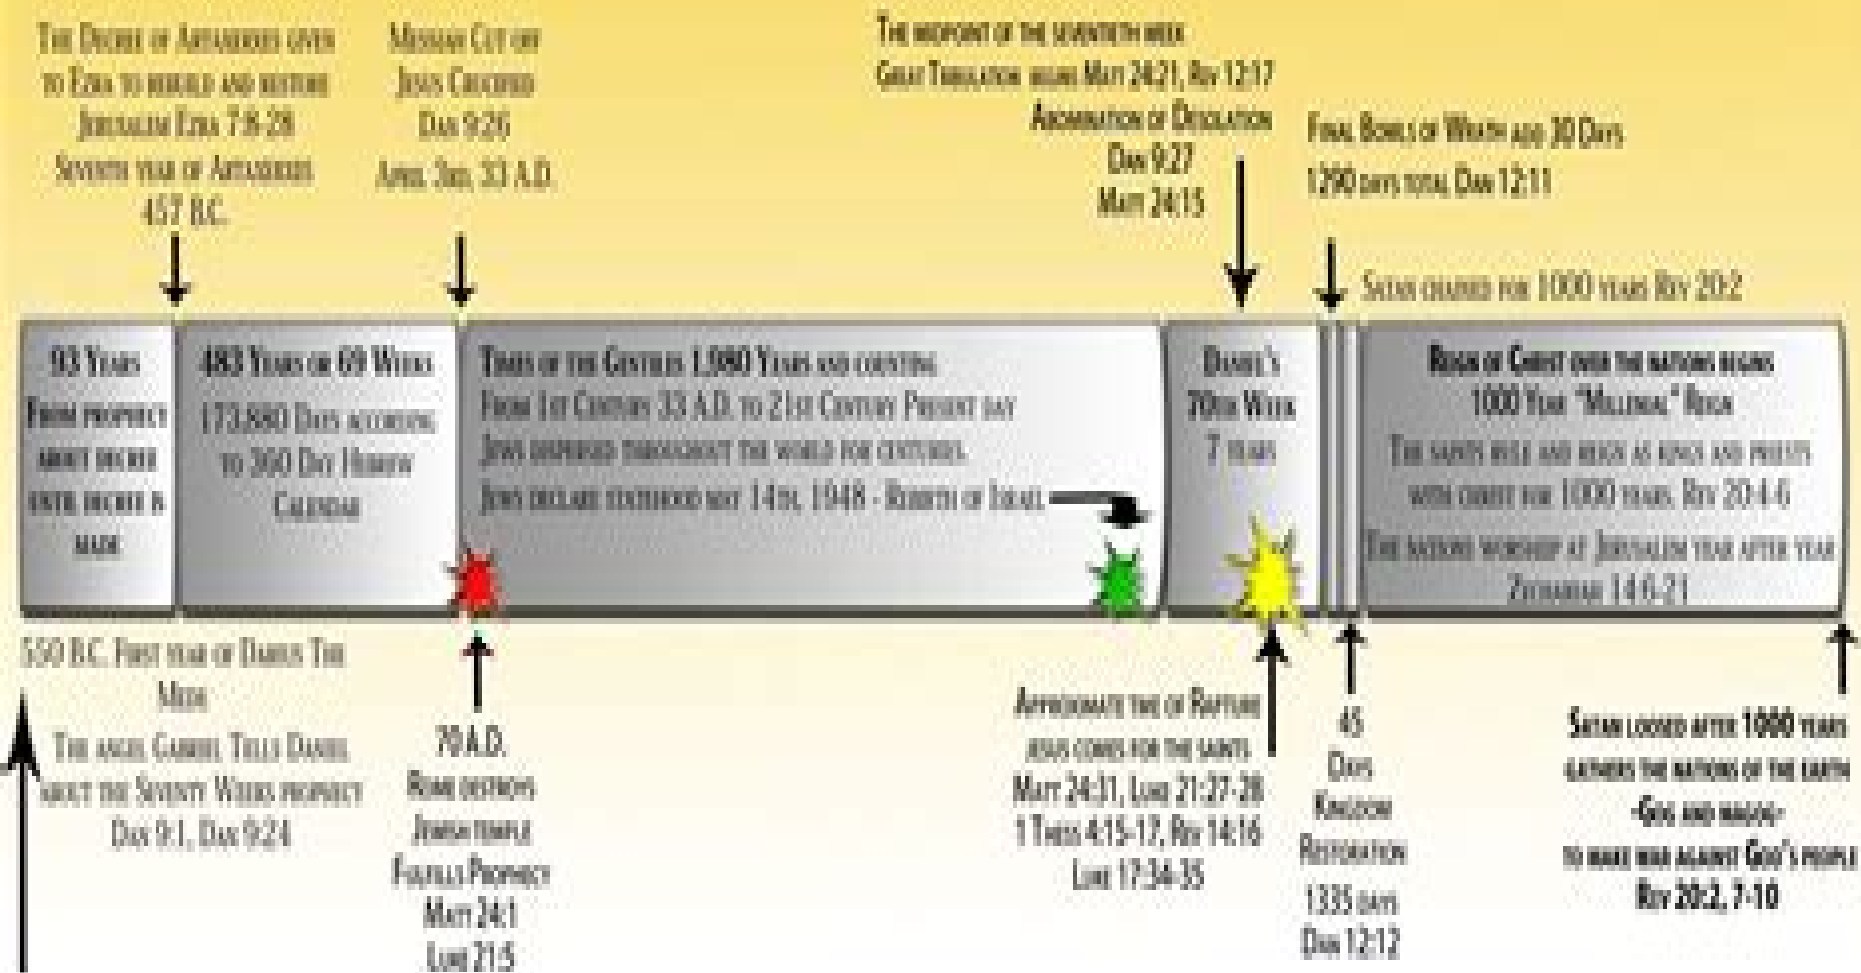 The Decree of Artaxerxes given
to Ezra to rebuild and restore
Jerusalem Ezra 7:8-28
Seventh year of Artaxerxes
457 B.C.
Messiah Cut off
Jesus Crucified
Dan 9:26
April 3rd, 33 A.D.
The midpoint of the seventieth week
Great Tribulation begins Matt 24:21, Rev 12:17
Abomination of Desolation
Dan 9:27
Matt 24:15
Final Bowls of Wrath add 30 Days
1290 days total Dan 12:11
Satan chained for 1000 years Rev 20:2
93 Years
From prophecy
about decree
until decree is
made
483 Years or 69 Weeks
173,880 Days according
to 360 Day Hebrew
Calendar
Times of the Gentiles 1,980 Years and counting
From 1st Century 33 A.D. to 21st Century Present day
Jews dispersed throughout the world for centuries.
Jews declare statehood may 14th, 1948 - Rebirth of Israel
Daniel's
70th Week
7 years
Reign of Christ over the nations begins
1000 Year "Millenial" Reign
The saints rule and reign as kings and priests
with christ for 1000 years. Rev 20:4-6
The nations worship at Jerusalem year after year
Zechariah 14:6-21
550 B.C. First year of Darius The
Mede
The angel Gabriel Tells Daniel
about the Seventy Weeks prophecy
Dan 9:1, Dan 9:24
70 A.D.
Rome destroys
Jewish temple
Fulfills Prophecy
Matt 24:1
Luke 21:5
Approximate time of Rapture
jesus comes for the saints
Matt 24:31, Luke 21:27-28
1 Thess 4:15-17, Rev 14:16
Luke 17:34-35
45
Days
Kingdom
Restoration
1335 days
Dan 12:12
Satan loosed after 1000 years
gathers the nations of the earth
-Gog and magog-
to make war against God's people
Rev 20:2, 7-10